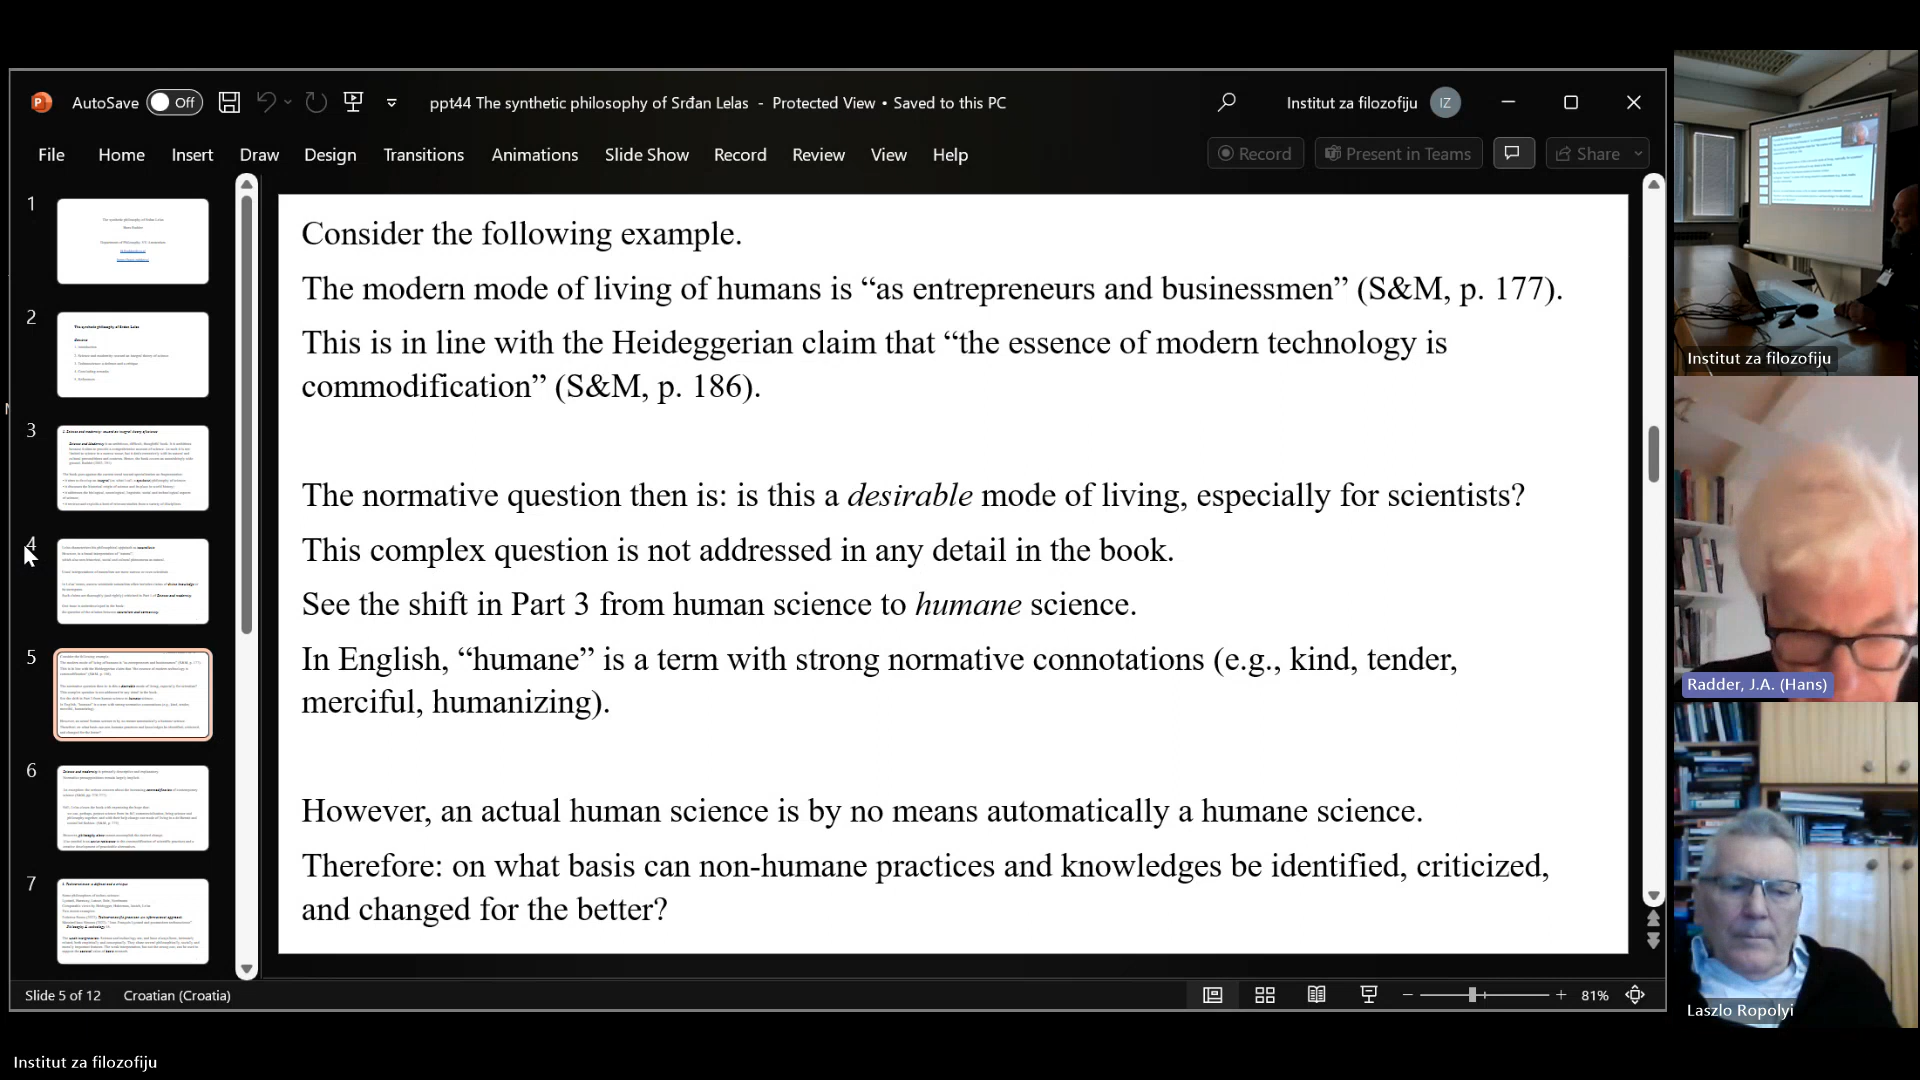 AutoSave Off
ppt44 The synthetic philosophy of Srđan Lelas - Protected View • Saved to this PC
Institut za filozofiju IZ
File Home Insert Draw Design Transitions Animations Slide Show Record Review View Help
Record Present in Teams Share
1
2
3
4
5
6
7
Consider the following example.
The modern mode of living of humans is “as entrepreneurs and businessmen” (S&M, p. 177).
This is in line with the Heideggerian claim that “the essence of modern technology is
commodification” (S&M, p. 186).
The normative question then is: is this a desirable mode of living, especially for scientists?
This complex question is not addressed in any detail in the book.
See the shift in Part 3 from human science to humane science.
In English, “humane” is a term with strong normative connotations (e.g., kind, tender,
merciful, humanizing).
However, an actual human science is by no means automatically a humane science.
Therefore: on what basis can non-humane practices and knowledges be identified, criticized,
and changed for the better?
Slide 5 of 12 Croatian (Croatia)
81%
Institut za filozofiju
Radder, J.A. (Hans)
Laszlo Ropolyi
Institut za filozofiju